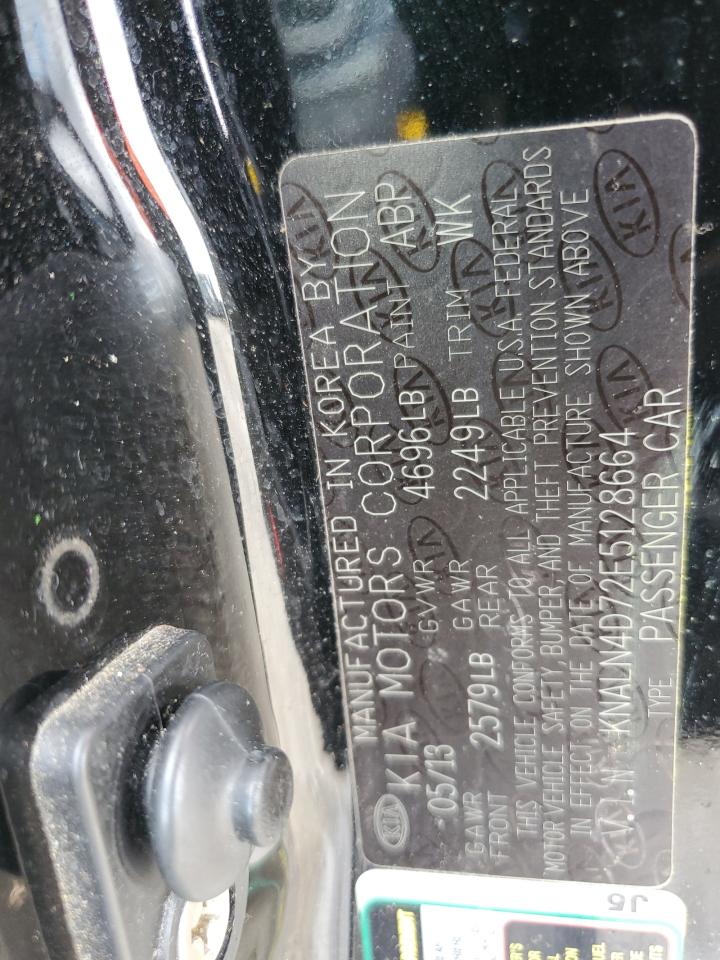 MANUFACTURED IN KOREA BY
KIA KIA MOTORS CORPORATION
05/13 GVWR 4696LB PAINT ABP
GAWR FRONT 2579LB GAWR REAR 2249LB TRIM WK
THIS VEHICLE CONFORMS TO ALL APPLICABLE U.S.A. FEDERAL
MOTOR VEHICLE SAFETY, BUMPER, AND THEFT PREVENTION STANDARDS
IN EFFECT ON THE DATE OF MANUFACTURE SHOWN ABOVE
V.I.N : KNALN4D72E5128664
TYPE PASSENGER CAR
J5